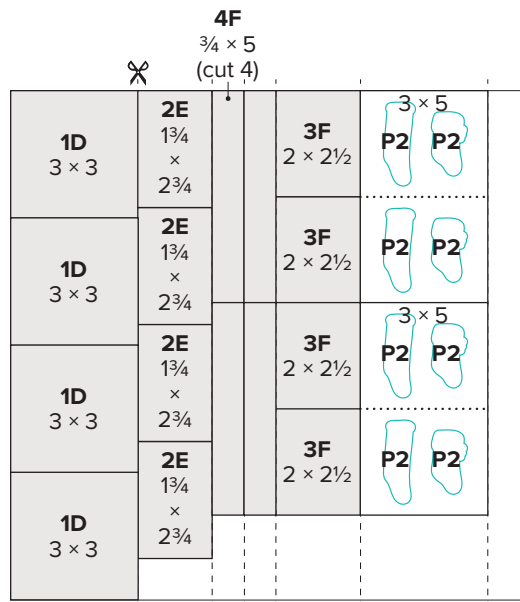 4F
¾ × 5
(cut 4)
1D
3 × 3
1D
3 × 3
1D
3 × 3
1D
3 × 3
2E
1¾
×
2¾
2E
1¾
×
2¾
2E
1¾
×
2¾
2E
1¾
×
2¾
3F
2 × 2½
3F
2 × 2½
3F
2 × 2½
3F
2 × 2½
3 × 5
P2 P2
P2 P2
3 × 5
P2 P2
P2 P2